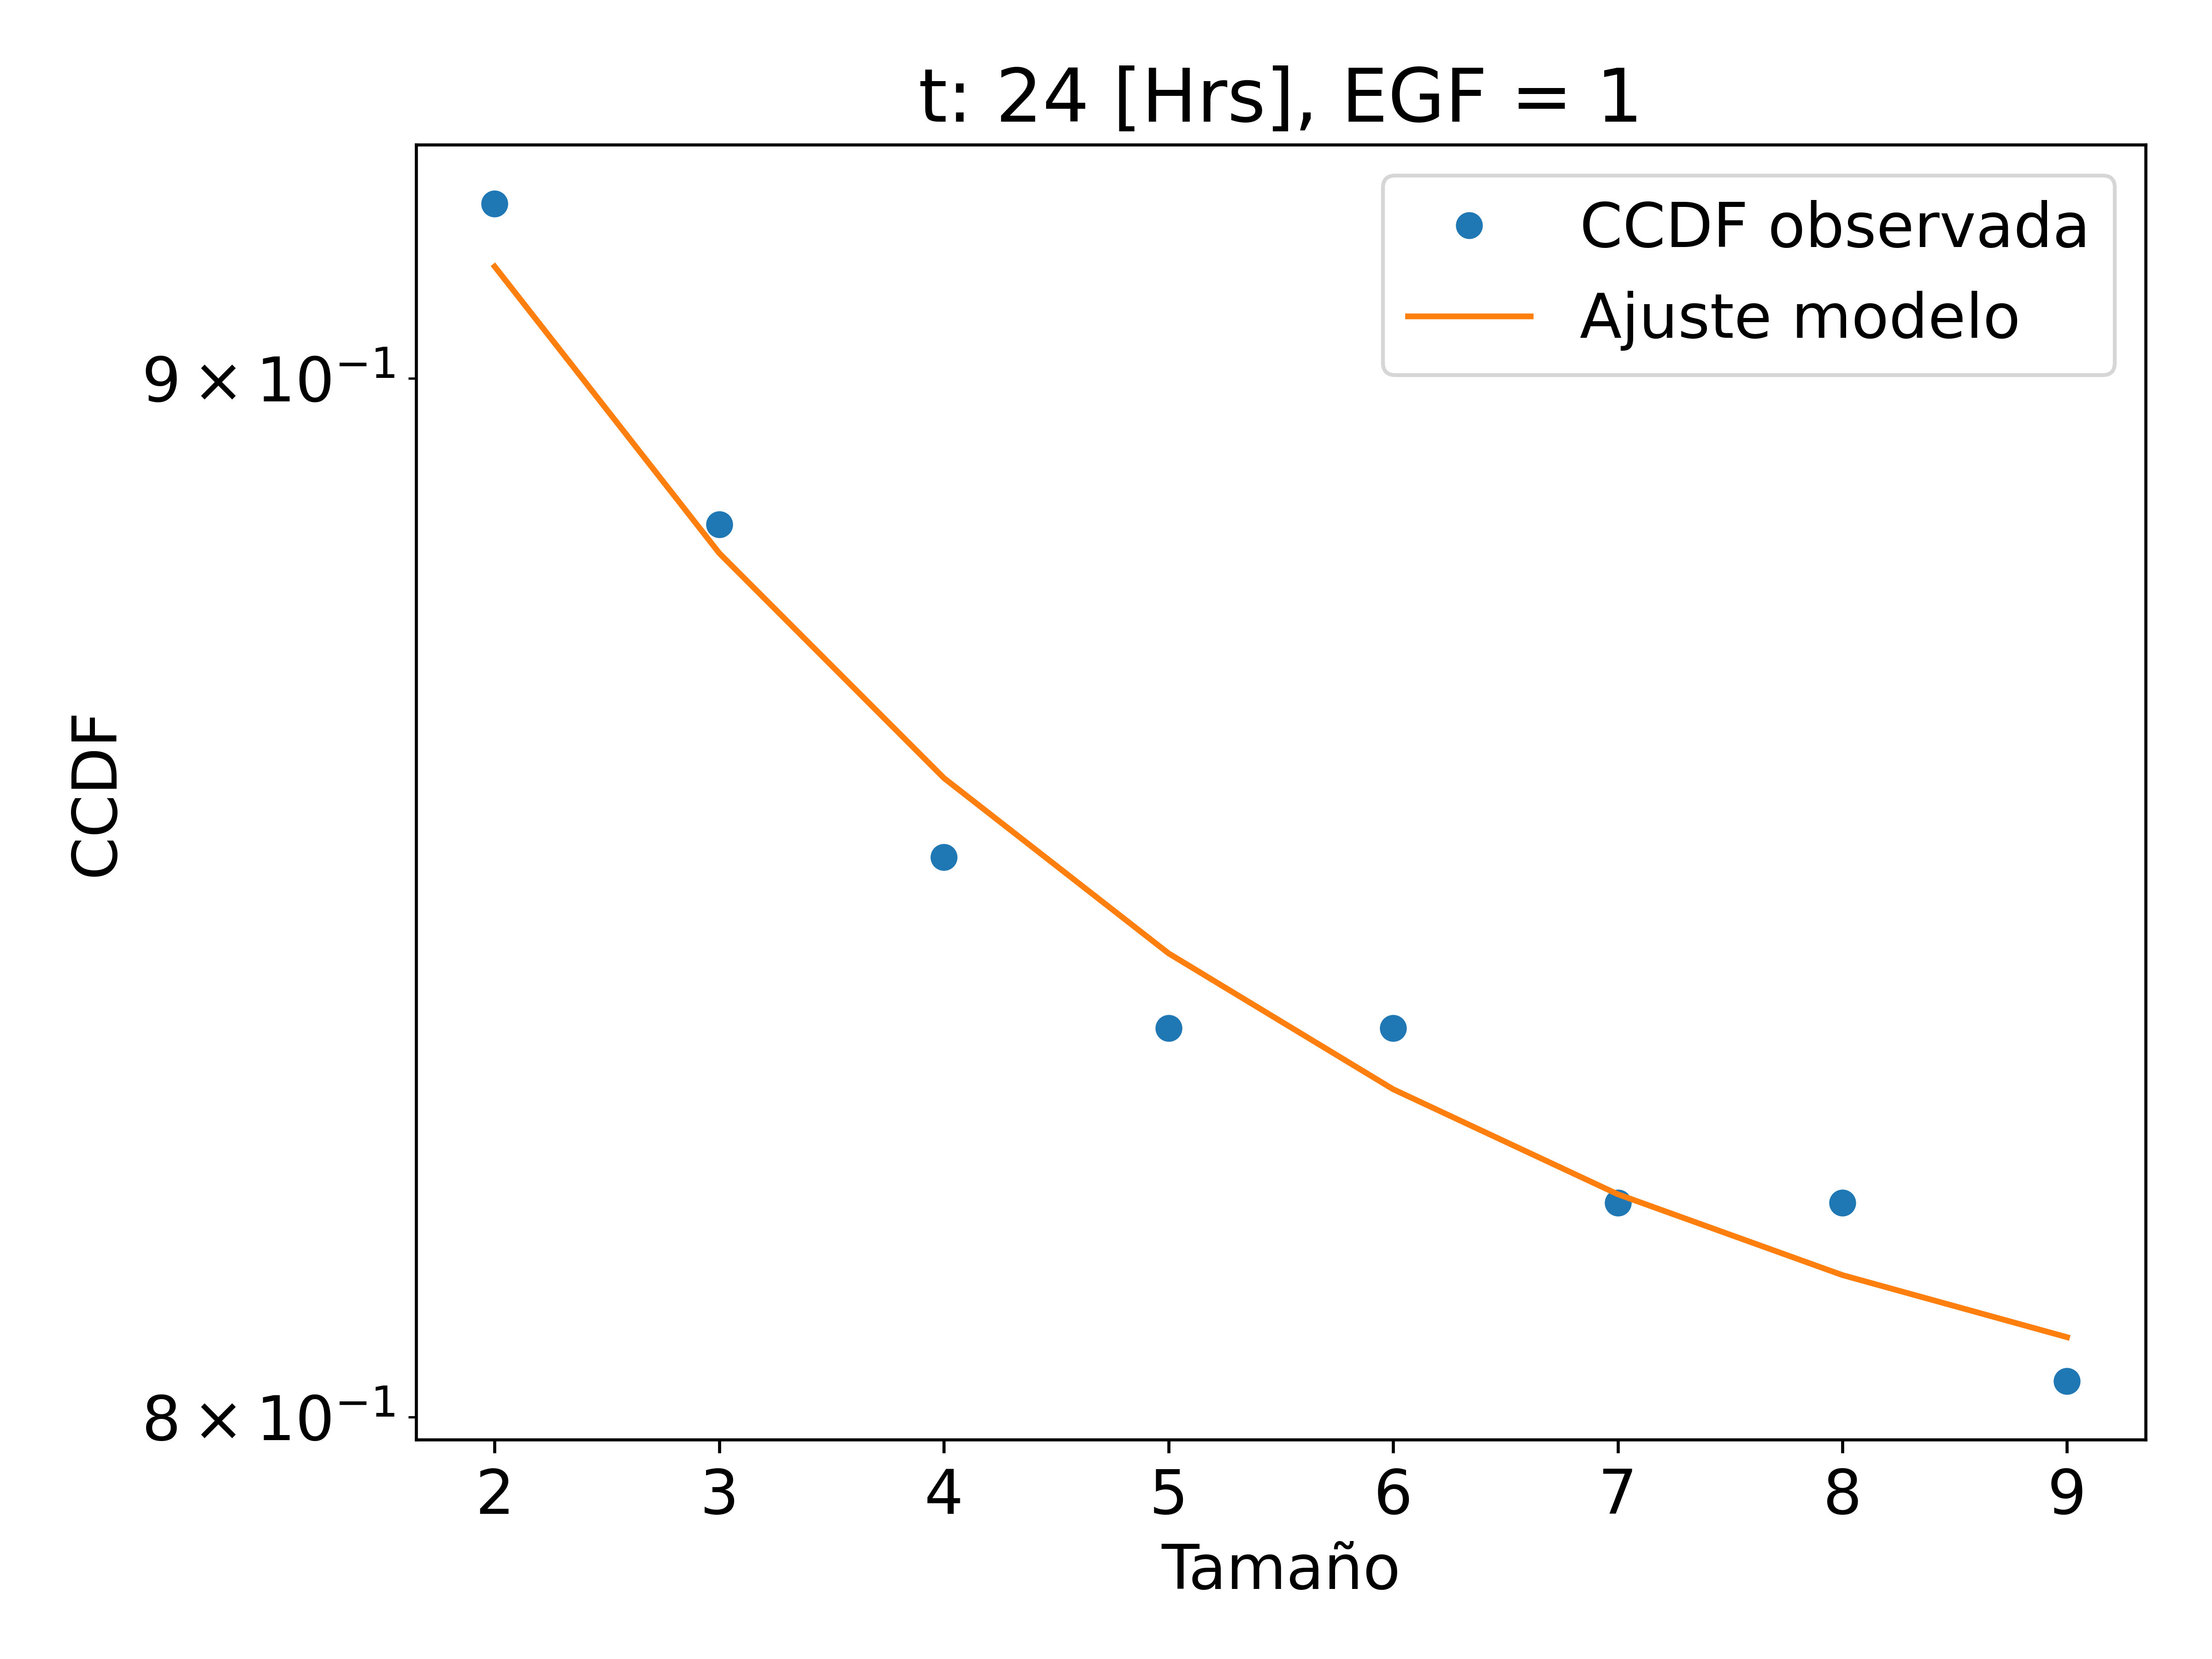 t: 24 [Hrs], EGF = 1
CCDF observada
Ajuste modelo
9 × 10⁻¹
CCDF
8 × 10⁻¹
2 3 4 5 6 7 8 9
Tamaño